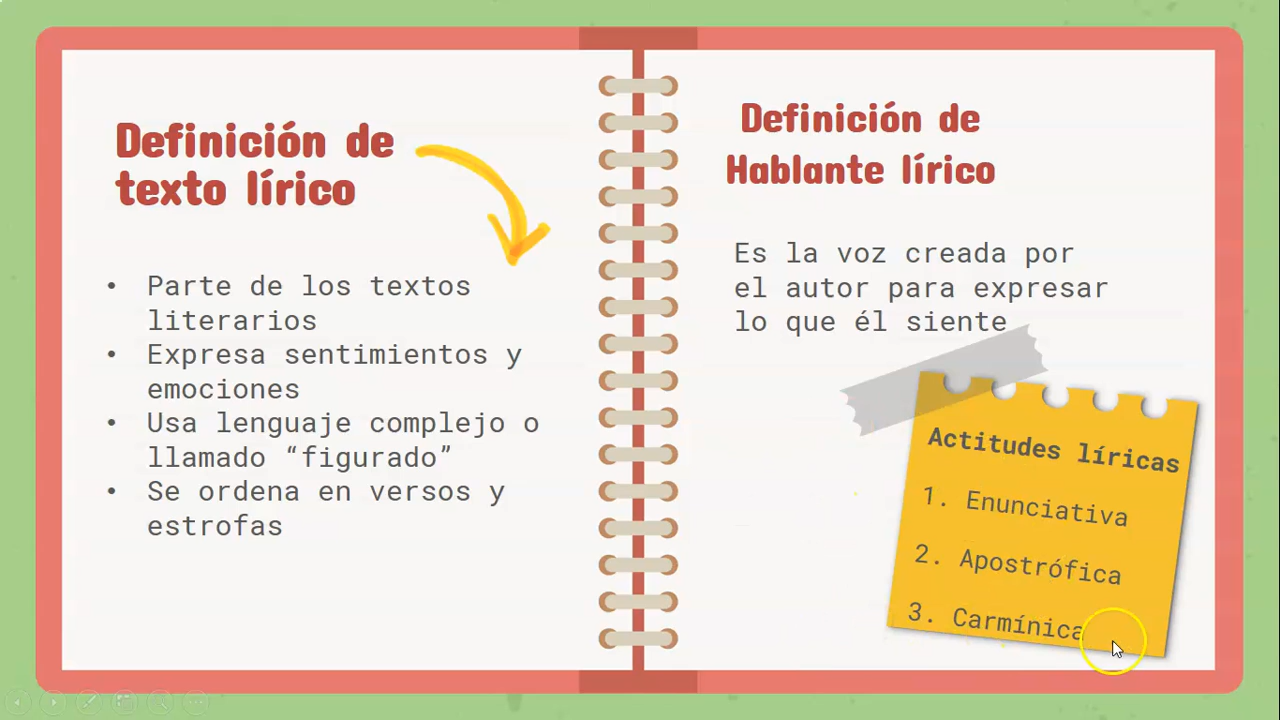 Definición de
texto lírico
• Parte de los textos
literarios
• Expresa sentimientos y
emociones
• Usa lenguaje complejo o
llamado “figurado”
• Se ordena en versos y
estrofas
Definición de
Hablante lírico
Es la voz creada por
el autor para expresar
lo que él siente
Actitudes líricas
1. Enunciativa
2. Apostrófica
3. Carmínica